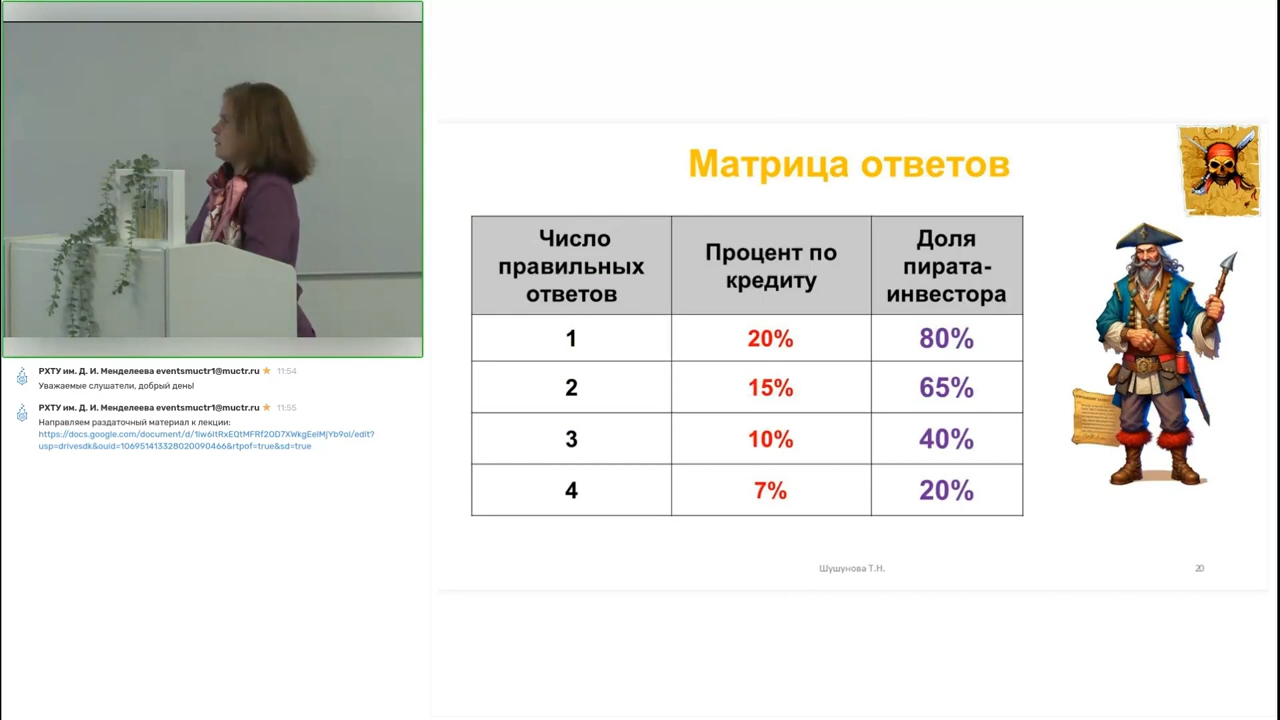 РХТУ им. Д. И. Менделеева eventsmuctr1@muctr.ru 11:54
Уважаемые слушатели, добрый день!
РХТУ им. Д. И. Менделеева eventsmuctr1@muctr.ru 11:55
Направляем раздаточный материал к лекции:
Матрица ответов
Число правильных ответов
Процент по кредиту
Доля пирата-инвестора
1 20% 80%
2 15% 65%
3 10% 40%
4 7% 20%
Шушунова Т.Н.
20